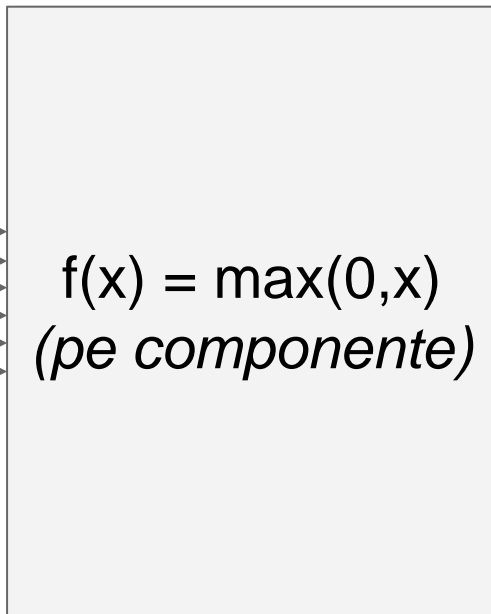 f(x) = max(0,x)
(pe componente)